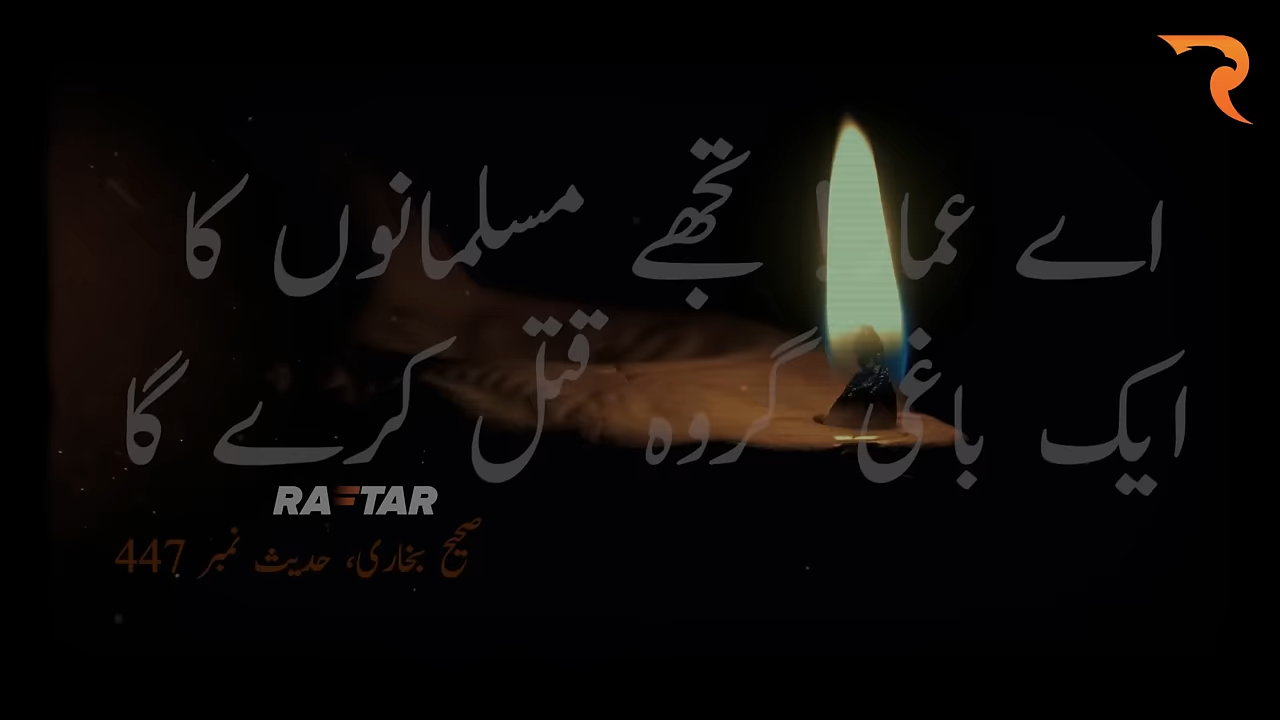 اے عمار! تجھے مسلمانوں کا
ایک باغی گروہ قتل کرے گا
RAFTAR
صحیح بخاری، حدیث نمبر 447